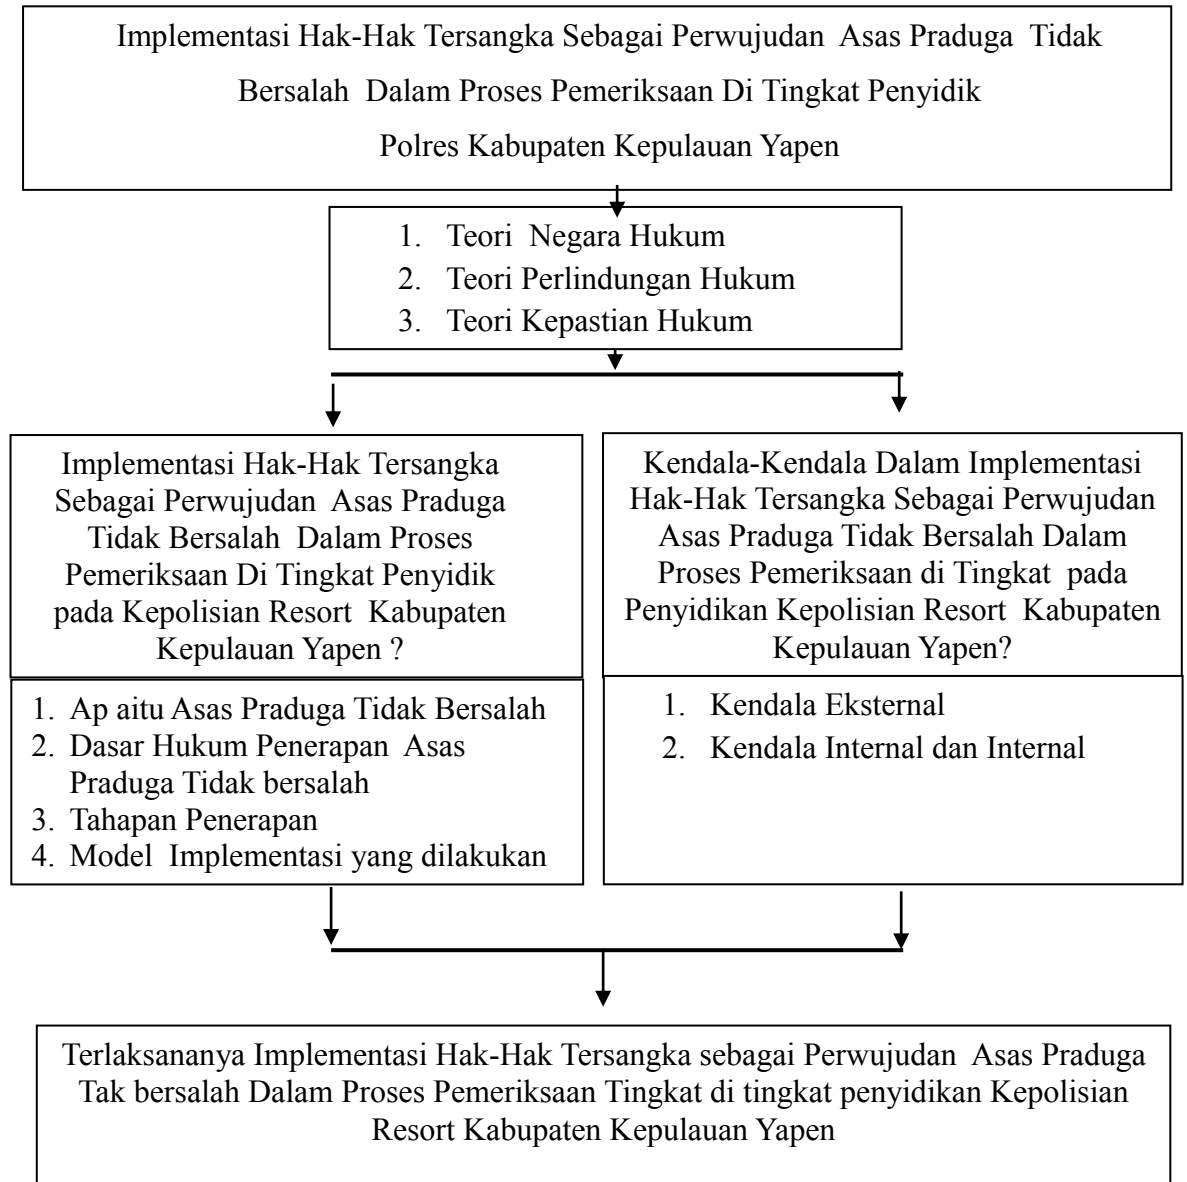 Implementasi Hak-Hak Tersangka Sebagai Perwujudan Asas Praduga Tidak
Bersalah Dalam Proses Pemeriksaan Di Tingkat Penyidik
Polres Kabupaten Kepulauan Yapen
1. Teori Negara Hukum
2. Teori Perlindungan Hukum
3. Teori Kepastian Hukum
Implementasi Hak-Hak Tersangka
Sebagai Perwujudan Asas Praduga
Tidak Bersalah Dalam Proses
Pemeriksaan Di Tingkat Penyidik
pada Kepolisian Resort Kabupaten
Kepulauan Yapen ?
1. Ap aitu Asas Praduga Tidak Bersalah
2. Dasar Hukum Penerapan Asas
Praduga Tidak bersalah
3. Tahapan Penerapan
4. Model Implementasi yang dilakukan
Kendala-Kendala Dalam Implementasi
Hak-Hak Tersangka Sebagai Perwujudan
Asas Praduga Tidak Bersalah Dalam
Proses Pemeriksaan di Tingkat pada
Penyidikan Kepolisian Resort Kabupaten
Kepulauan Yapen?
1. Kendala Eksternal
2. Kendala Internal dan Internal
Terlaksananya Implementasi Hak-Hak Tersangka sebagai Perwujudan Asas Praduga
Tak bersalah Dalam Proses Pemeriksaan Tingkat di tingkat penyidikan Kepolisian
Resort Kabupaten Kepulauan Yapen